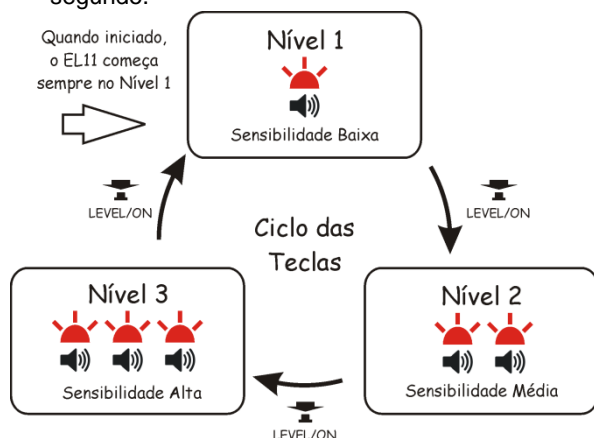 segundo.
Quando iniciado,
o EL11 começa
sempre no Nível 1
Nível 1
Sensibilidade Baixa
LEVEL/ON
LEVEL/ON
Ciclo das
Teclas
Nível 3
Sensibilidade Alta
Nível 2
Sensibilidade Média
LEVEL/ON